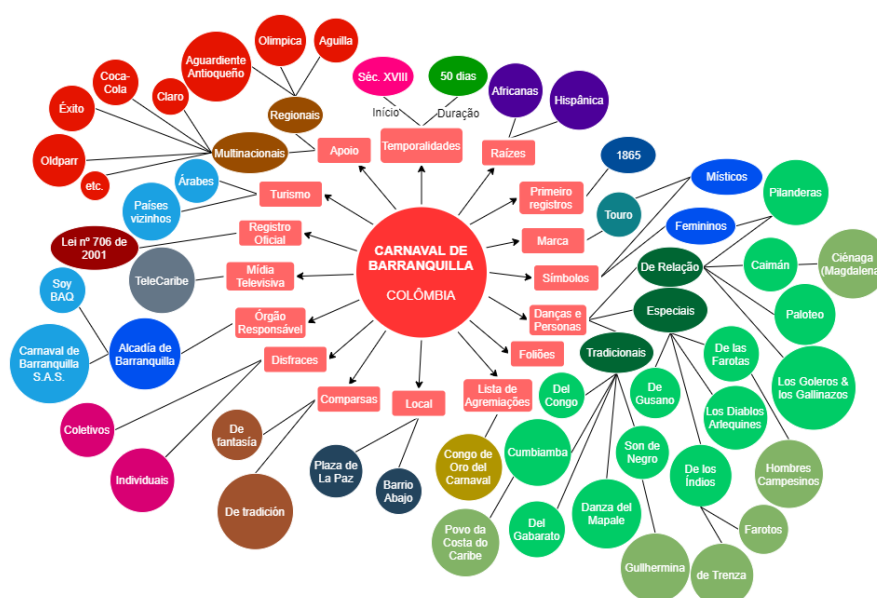 CARNAVAL DE
BARRANQUILLA
COLÔMBIA
Temporalidades
Séc. XVIII
Início
50 dias
Duração
Raízes
Africanas
Hispânica
Primeiro
registros
1865
Marca
Touro
Símbolos
Místicos
Femininos
Pilanderas
Danças e
Personas
De Relação
Caimán
Ciénaga
(Magdalena
Paloteo
Los Goleros &
los Gallinazos
Especiais
De Gusano
De las
Farotas
Los Diablos
Arlequines
De los
Índios
Hombres
Campesinos
Farotos
de Trenza
Tradicionais
Del
Congo
Cumbiamba
Povo da
Costa do
Caribe
Del
Gabarato
Danza del
Mapale
Son de
Negro
Gullhermina
Foliões
Lista de
Agremiações
Congo de
Oro del
Carnaval
Local
Plaza de
La Paz
Barrio
Abajo
Comparsas
De
fantasía
De tradición
Disfraces
Coletivos
Individuais
Órgão
Responsável
Alcadía de
Barranquilla
Soy
BAQ
Carnaval de
Barranquilla
S.A.S.
Mídia
Televisiva
TeleCaribe
Registro
Oficial
Lei nº 706 de
2001
Turismo
Árabes
Países
vizinhos
Apoio
Regionais
Aguardiente
Antioqueño
Olimpica
Aguilla
Multinacionais
Claro
Coca-
Cola
Éxito
Oldparr
etc.